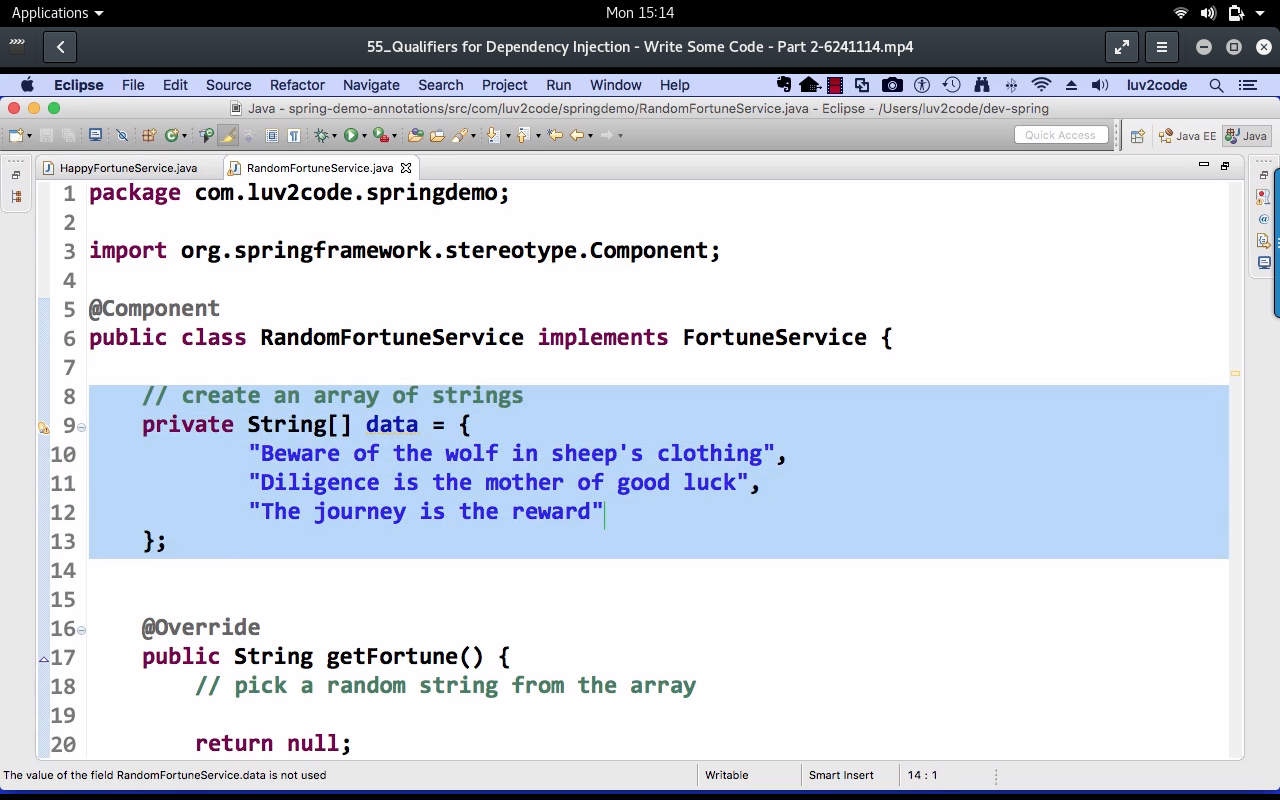 Applications
Mon 15:14
55_Qualifiers for Dependency Injection - Write Some Code - Part 2-6241114.mp4
Eclipse File Edit Source Refactor Navigate Search Project Run Window Help luv2code
Java - spring-demo-annotations/src/com/luv2code/springdemo/RandomFortuneService.java - Eclipse - /Users/luv2code/dev-spring
Quick Access Java EE Java
HappyFortuneService.java RandomFortuneService.java
1 package com.luv2code.springdemo;
2
3 import org.springframework.stereotype.Component;
4
5 @Component
6 public class RandomFortuneService implements FortuneService {
7
8 // create an array of strings
9 private String[] data = {
10 "Beware of the wolf in sheep's clothing",
11 "Diligence is the mother of good luck",
12 "The journey is the reward"
13 };
14
15
16 @Override
17 public String getFortune() {
18 // pick a random string from the array
19
20 return null;
The value of the field RandomFortuneService.data is not used Writable Smart Insert 14 : 1